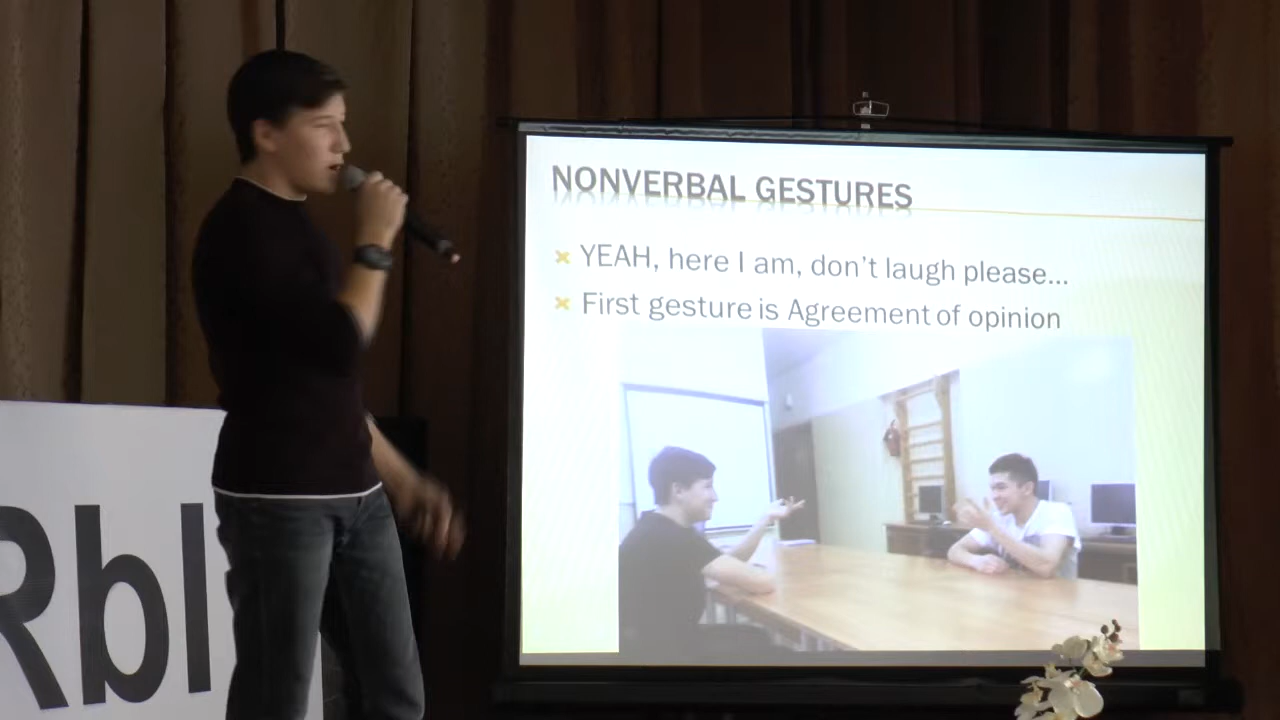 NONVERBAL GESTURES
YEAH, here I am, don't laugh please...
First gesture is Agreement of opinion
Rbl